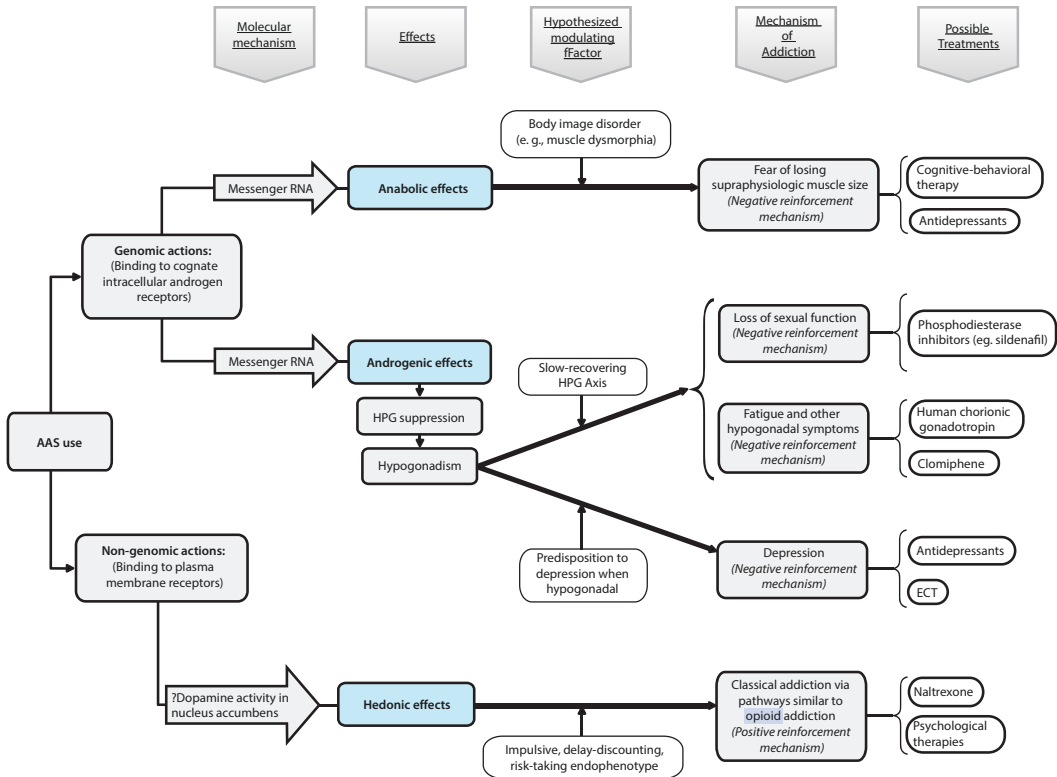 Molecular
mechanism
Effects
Hypothesized
modulating
fFactor
Mechanism
of
Addiction
Possible
Treatments
Body image disorder
(e. g., muscle dysmorphia)
Messenger RNA
Anabolic effects
Fear of losing
supraphysiologic muscle size
(Negative reinforcement
mechanism)
Cognitive-behavioral
therapy
Antidepressants
Genomic actions:
(Binding to cognate
intracellular androgen
receptors)
Messenger RNA
Androgenic effects
HPG suppression
Hypogonadism
Slow-recovering
HPG Axis
Loss of sexual function
(Negative reinforcement
mechanism)
Phosphodiesterase
inhibitors (eg. sildenafil)
Fatigue and other
hypogonadal symptoms
(Negative reinforcement
mechanism)
Human chorionic
gonadotropin
Clomiphene
AAS use
Non-genomic actions:
(Binding to plasma
membrane receptors)
Predisposition to
depression when
hypogonadal
Depression
(Negative reinforcement
mechanism)
Antidepressants
ECT
?Dopamine activity in
nucleus accumbens
Hedonic effects
Impulsive, delay-discounting,
risk-taking endophenotype
Classical addiction via
pathways similar to
opioid addiction
(Positive reinforcement
mechanism)
Naltrexone
Psychological
therapies